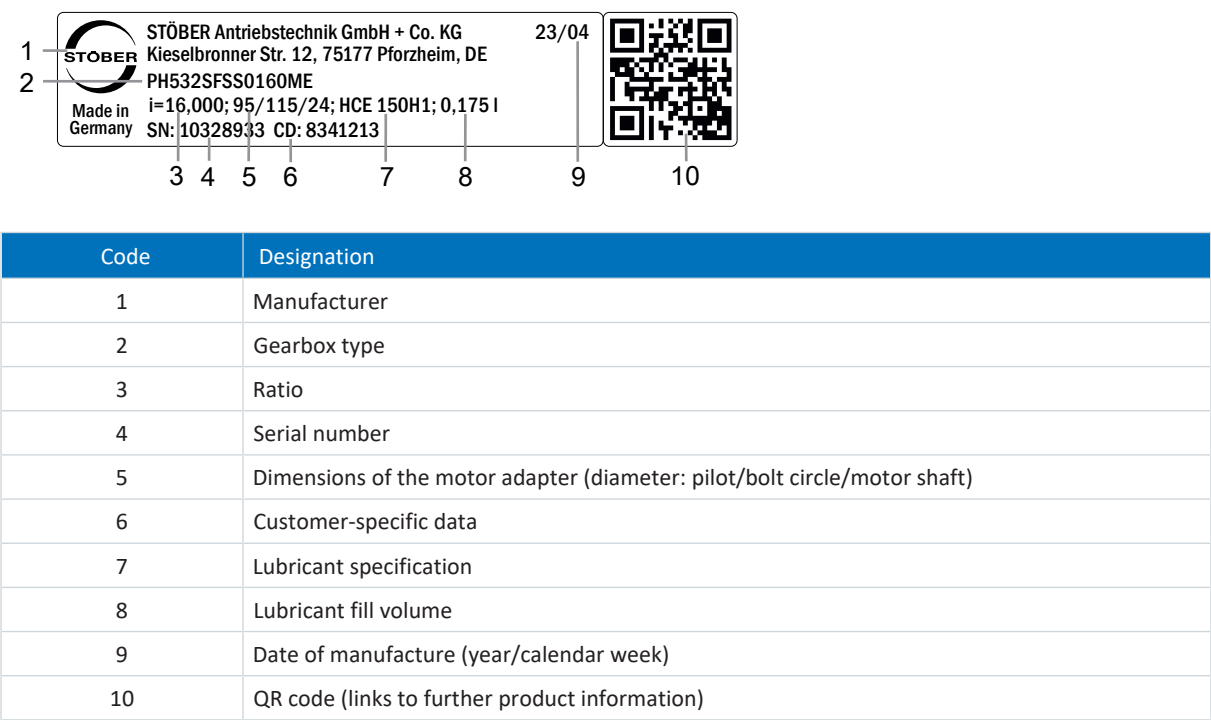 STÖBER Antriebstechnik GmbH + Co. KG 23/04
1 STÖBER Kieselbronner Str. 12, 75177 Pforzheim, DE
2 PH532SFSS0160ME
Made in i=16,000; 95/115/24; HCE 150H1; 0,175 l
Germany SN: 10328933 CD: 8341213
3 4 5 6 7 8 9 10
Code Designation
1 Manufacturer
2 Gearbox type
3 Ratio
4 Serial number
5 Dimensions of the motor adapter (diameter: pilot/bolt circle/motor shaft)
6 Customer-specific data
7 Lubricant specification
8 Lubricant fill volume
9 Date of manufacture (year/calendar week)
10 QR code (links to further product information)